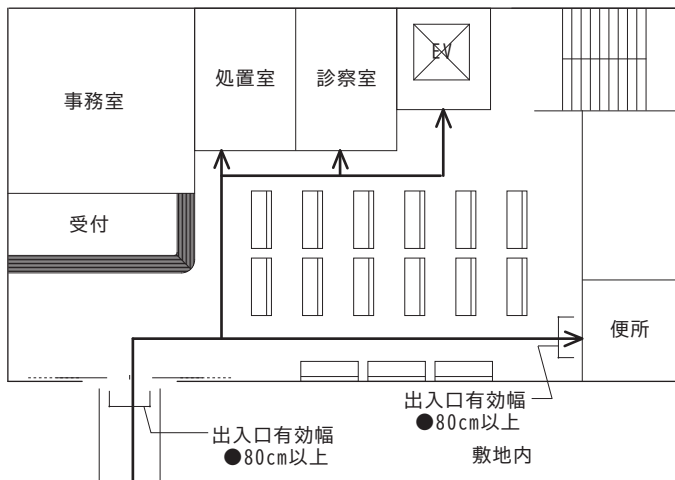 EV
処置室
診察室
事務室
受付
便所
出入口有効幅
●80cm以上
敷地内
出入口有効幅
●80cm以上